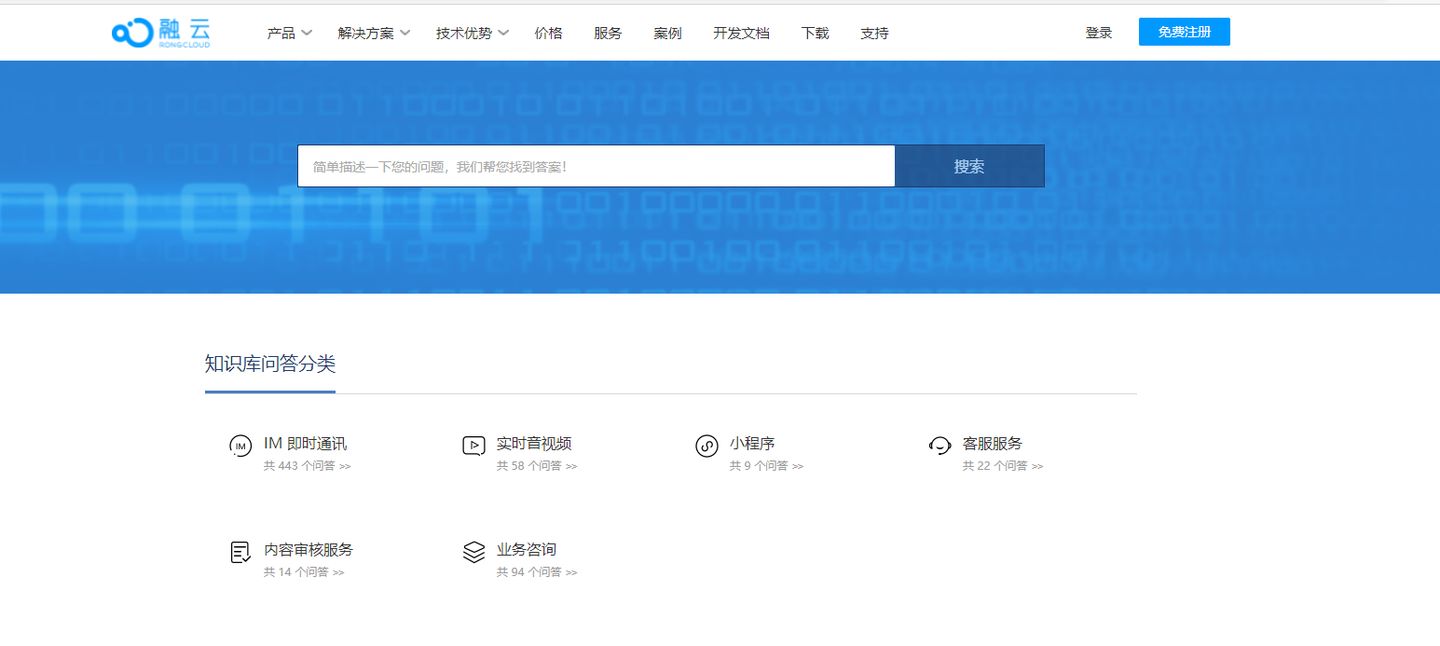 融云 产品 解决方案 技术优势 价格 服务 案例 开发文档 下载 支持 登录 免费注册
RONGCLOUD
简单描述一下您的问题，我们帮您找到答案! 搜索
知识库问答分类
IM IM 即时通讯
共 443 个问答 >>
实时音视频
共 58 个问答 >>
小程序
共 9 个问答 >>
客服服务
共 22 个问答 >>
内容审核服务
共 14 个问答 >>
业务咨询
共 94 个问答 >>